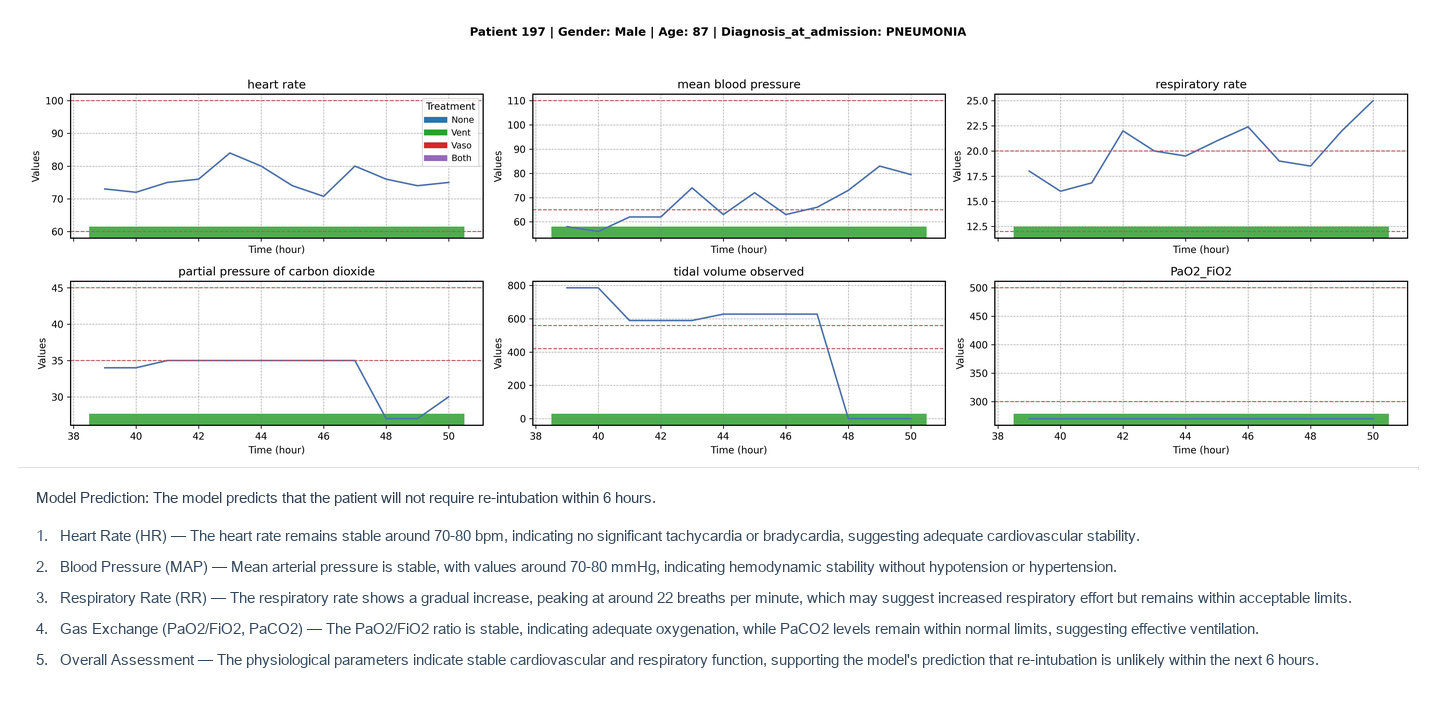 Patient 197 | Gender: Male | Age: 87 | Diagnosis_at_admission: PNEUMONIA
heart rate
mean blood pressure
respiratory rate
Values
100
90
80
70
60
Treatment
None
Vent
Vaso
Both
Time (hour)
Values
110
100
90
80
70
60
Time (hour)
Values
25.0
22.5
20.0
17.5
15.0
12.5
Time (hour)
partial pressure of carbon dioxide
tidal volume observed
PaO2_FiO2
Values
45
40
35
30
38 40 42 44 46 48 50
Time (hour)
Values
800
600
400
200
0
38 40 42 44 46 48 50
Time (hour)
Values
500
450
400
350
300
38 40 42 44 46 48 50
Time (hour)
Model Prediction: The model predicts that the patient will not require re-intubation within 6 hours.
1. Heart Rate (HR) — The heart rate remains stable around 70-80 bpm, indicating no significant tachycardia or bradycardia, suggesting adequate cardiovascular stability.
2. Blood Pressure (MAP) — Mean arterial pressure is stable, with values around 70-80 mmHg, indicating hemodynamic stability without hypotension or hypertension.
3. Respiratory Rate (RR) — The respiratory rate shows a gradual increase, peaking at around 22 breaths per minute, which may suggest increased respiratory effort but remains within acceptable limits.
4. Gas Exchange (PaO2/FiO2, PaCO2) — The PaO2/FiO2 ratio is stable, indicating adequate oxygenation, while PaCO2 levels remain within normal limits, suggesting effective ventilation.
5. Overall Assessment — The physiological parameters indicate stable cardiovascular and respiratory function, supporting the model's prediction that re-intubation is unlikely within the next 6 hours.